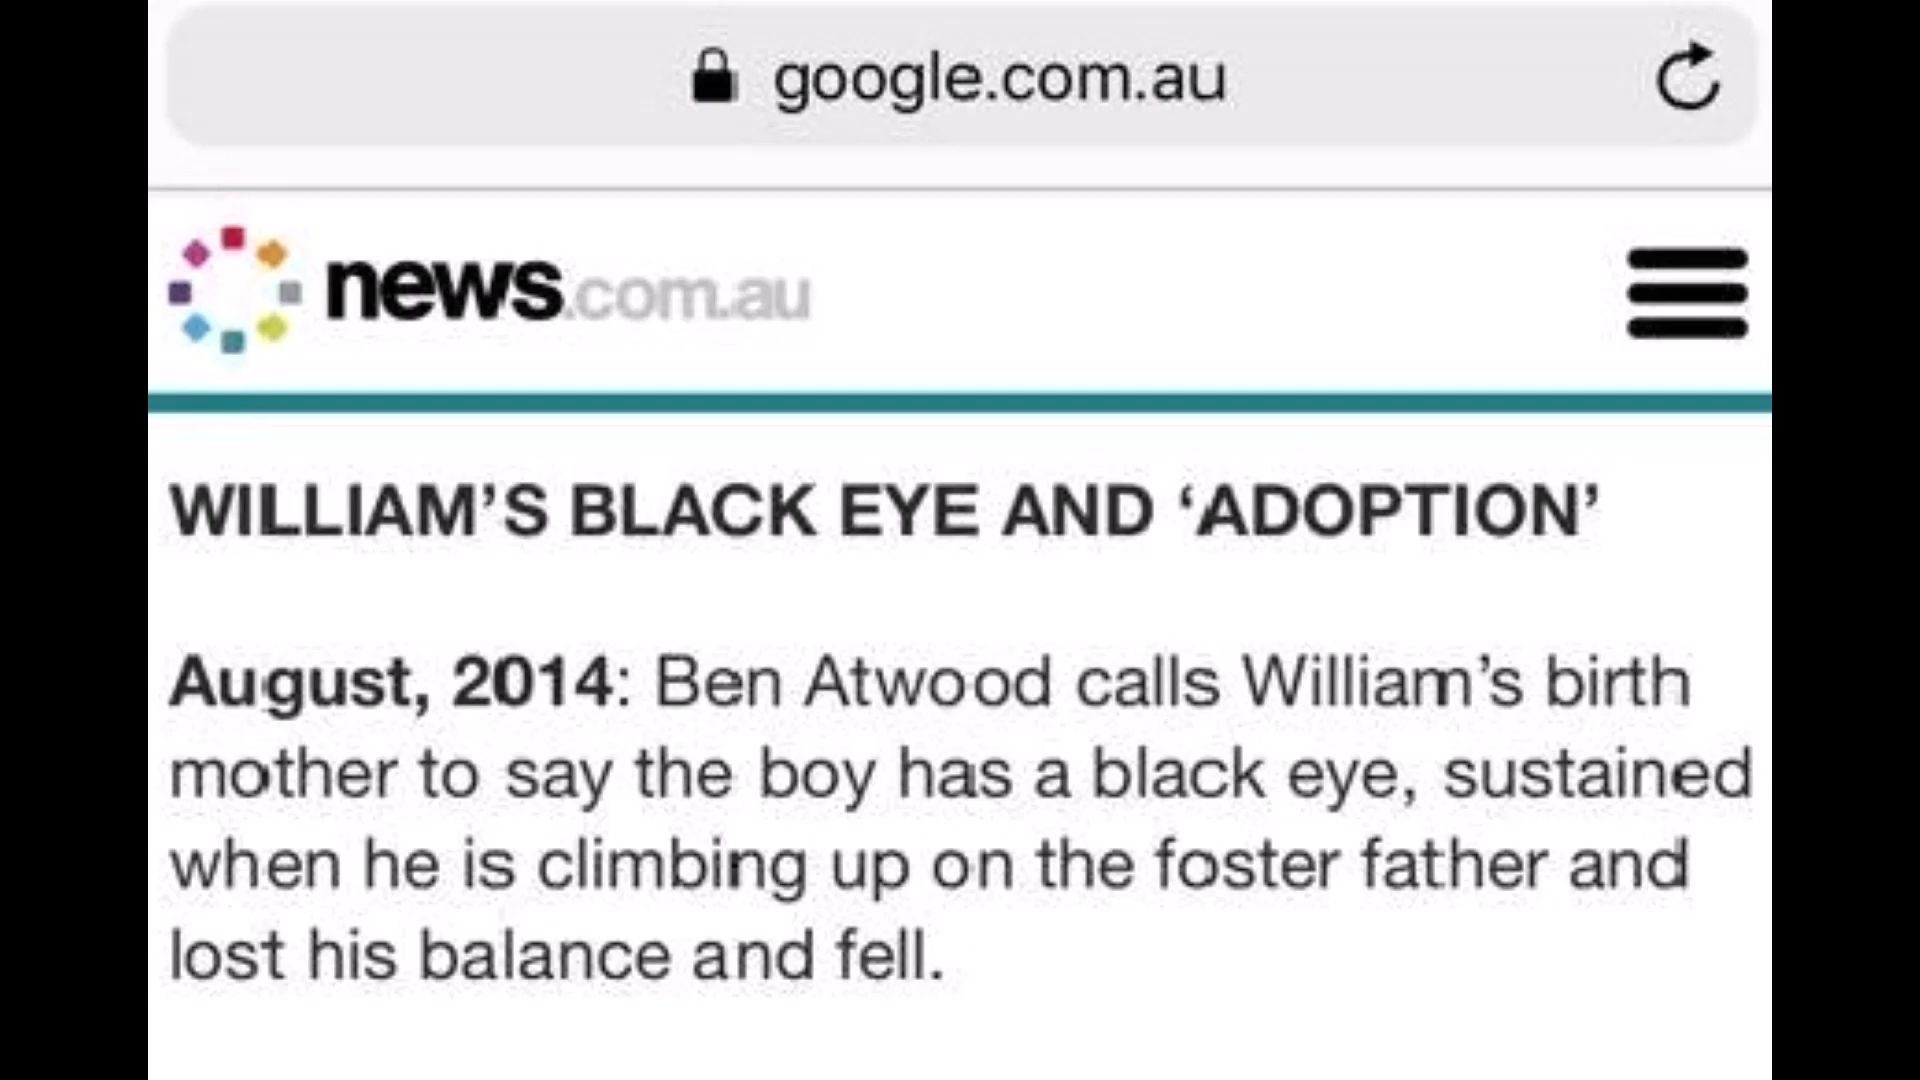 google.com.au
news.com.au
WILLIAM’S BLACK EYE AND ‘ADOPTION’
August, 2014: Ben Atwood calls William’s birth
mother to say the boy has a black eye, sustained
when he is climbing up on the foster father and
lost his balance and fell.